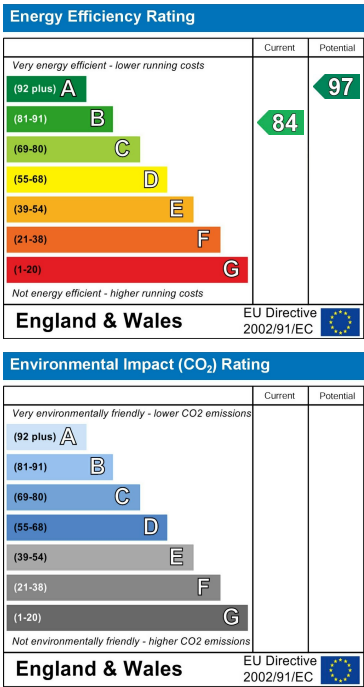 Energy Efficiency Rating
Current Potential
Very energy efficient - lower running costs
(92 plus) A 97
(81-91) B 84
(69-80) C
(55-68) D
(39-54) E
(21-38) F
(1-20) G
Not energy efficient - higher running costs
England & Wales EU Directive 2002/91/EC
Environmental Impact (CO₂) Rating
Current Potential
Very environmentally friendly - lower CO2 emissions
(92 plus) A
(81-91) B
(69-80) C
(55-68) D
(39-54) E
(21-38) F
(1-20) G
Not environmentally friendly - higher CO2 emissions
England & Wales EU Directive 2002/91/EC